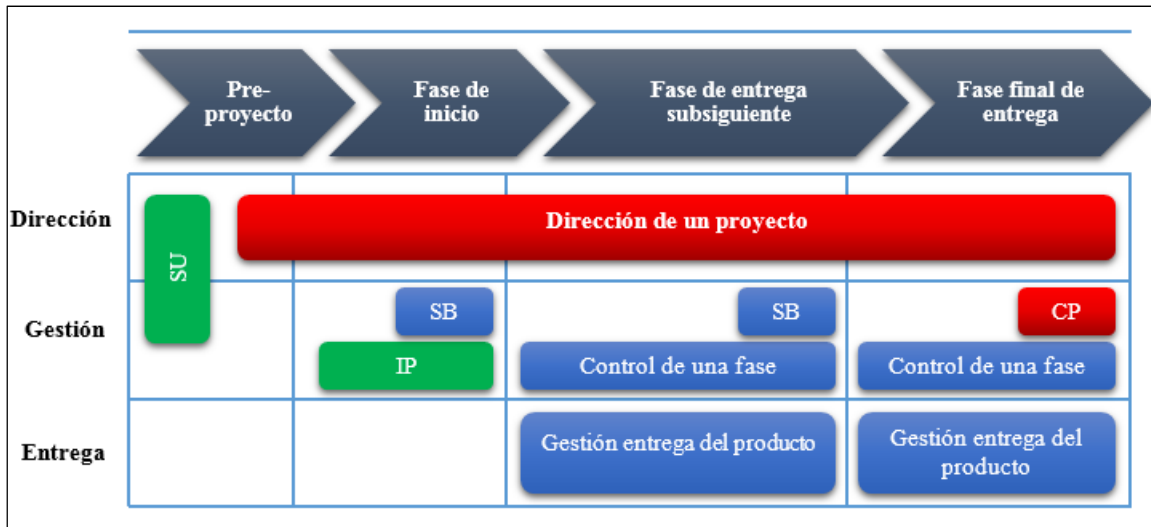 Pre-
proyecto
Fase de
inicio
Fase de entrega
subsiguiente
Fase final de
entrega
Dirección
SU
Dirección de un proyecto
Gestión
SB
SB
CP
IP
Control de una fase
Control de una fase
Entrega
Gestión entrega del producto
Gestión entrega del
producto